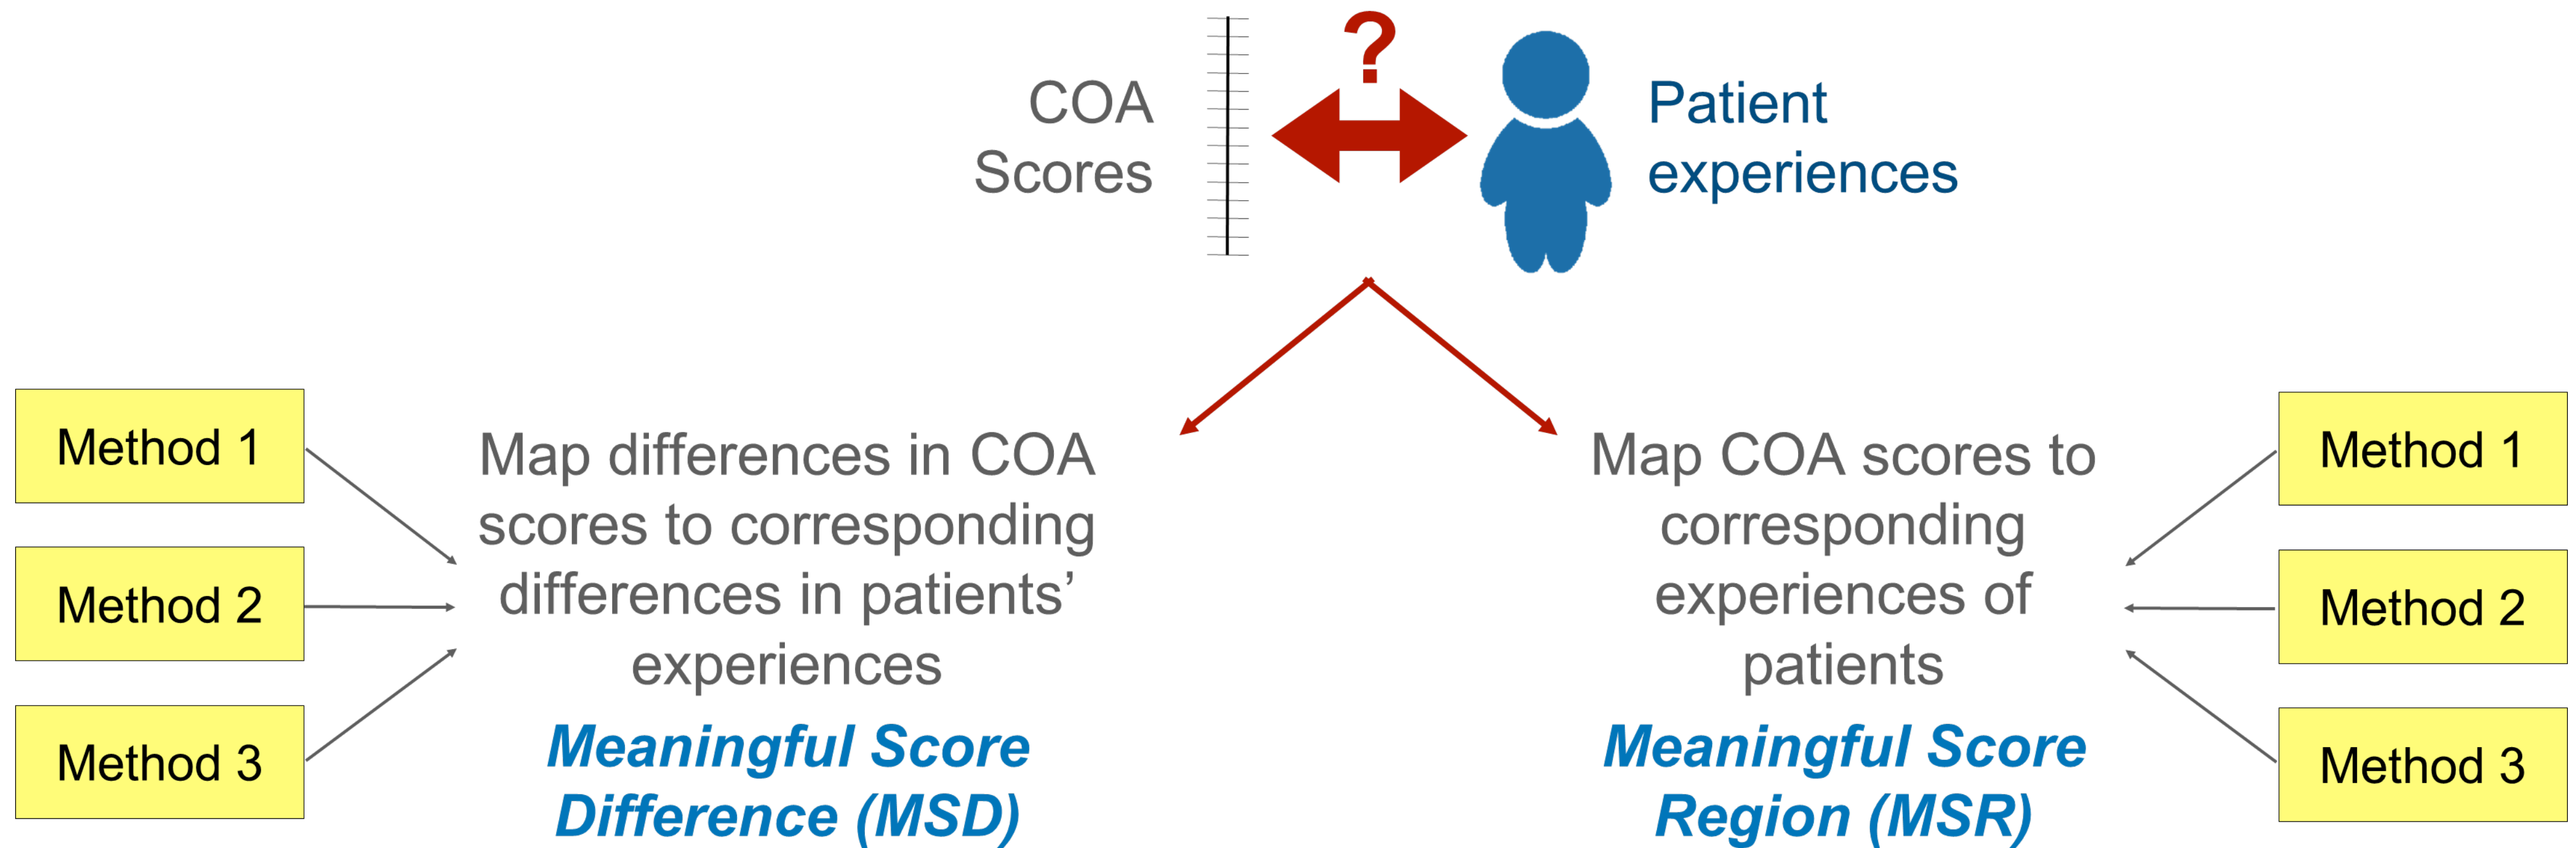 ?
COA
Scores
Patient
experiences
Method 1
Method 2
Method 3
Map differences in COA
scores to corresponding
differences in patients’
experiences
Meaningful Score
Difference (MSD)
Map COA scores to
corresponding
experiences of
patients
Meaningful Score
Region (MSR)
Method 1
Method 2
Method 3